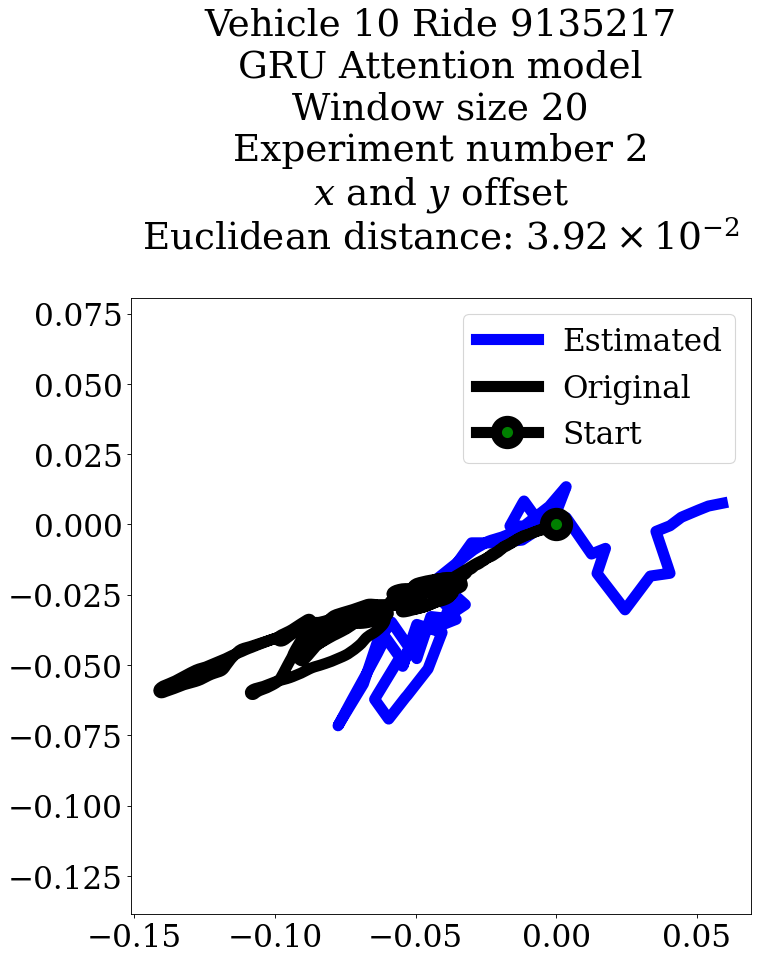 Vehicle 10 Ride 9135217
GRU Attention model
Window size 20
Experiment number 2
x and y offset
Euclidean distance: 3.92 × 10⁻²
Estimated
Original
Start
0.075
0.050
0.025
0.000
−0.025
−0.050
−0.075
−0.100
−0.125
−0.15 −0.10 −0.05 0.00 0.05